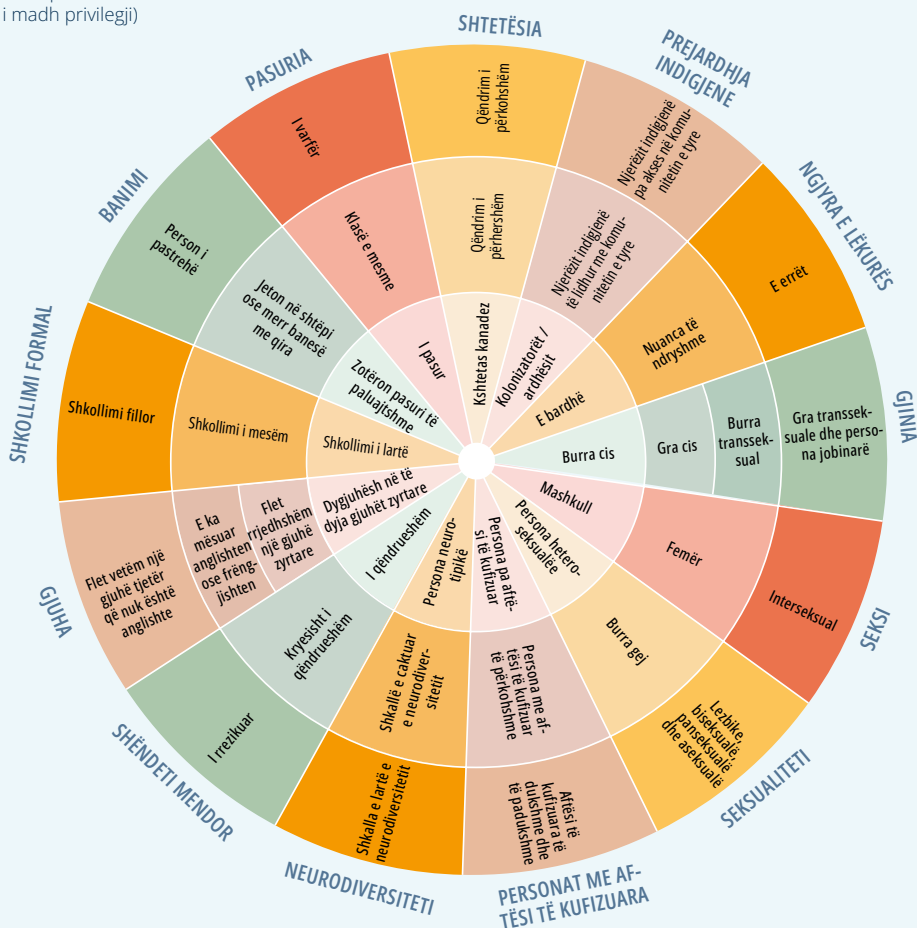 i madh privilegji)
SHTETËSIA
Qëndrim i
përkohshëm
Qëndrim i
përhershëm
Kshtetas kanadez
PREJARDHJA
INDIGJENE
Njerëzit indigjenë
pa akses në komu-
nitetin e tyre
Njerëzit indigjenë
të lidhur me komu-
nitetin e tyre
Kolonizatorët /
ardhësit
NGJYRA E LËKURËS
E errët
Nuanca të
ndryshme
E bardhë
GJINIA
Gra transsek-
suale dhe perso-
na jobinarë
Burra
transsek-
sual
Gra cis
Burra cis
SEKSI
Interseksual
Femër
Mashkull
SEKSUALITETI
Lezbike,
biseksualë,
panseksualë
dhe aseksualë
Burra gej
Persona hetero-
seksualëe
PERSONAT ME AF-
TËSI TË KUFIZUARA
Aftësi të
kufizuara të
dukshme dhe
të padukshme
Persona me af-
tësi të kufizuar
të përkohshme
Persona pa aftë-
si të kufizuar
NEURODIVERSITETI
Shkalla e lartë e
neurodiversitetit
Shkallë e caktuar
e neurodiver-
sitetit
Persona neuro-
tipikë
SHËNDETI MENDOR
I rrezikuar
Kryesisht i
qëndrueshëm
I qëndrueshëm
GJUHA
Flet vetëm një
gjuhë tjetër
që nuk është
anglishte
E ka
mësuar
anglishten
ose frëng-
jishten
Flet
rrjedhshëm
një gjuhë
zyrtare
Dygjuhësh në të
dyja gjuhët zyrtare
SHKOLLIMI FORMAL
Shkollimi fillor
Shkollimi i mesëm
Shkollimi i lartë
BANIMI
Person i
pastrehë
Jeton në shtëpi
ose merr banesë
me qira
Zotëron pasuri të
paluajtshme
PASURIA
I varfër
Klasë e mesme
I pasur